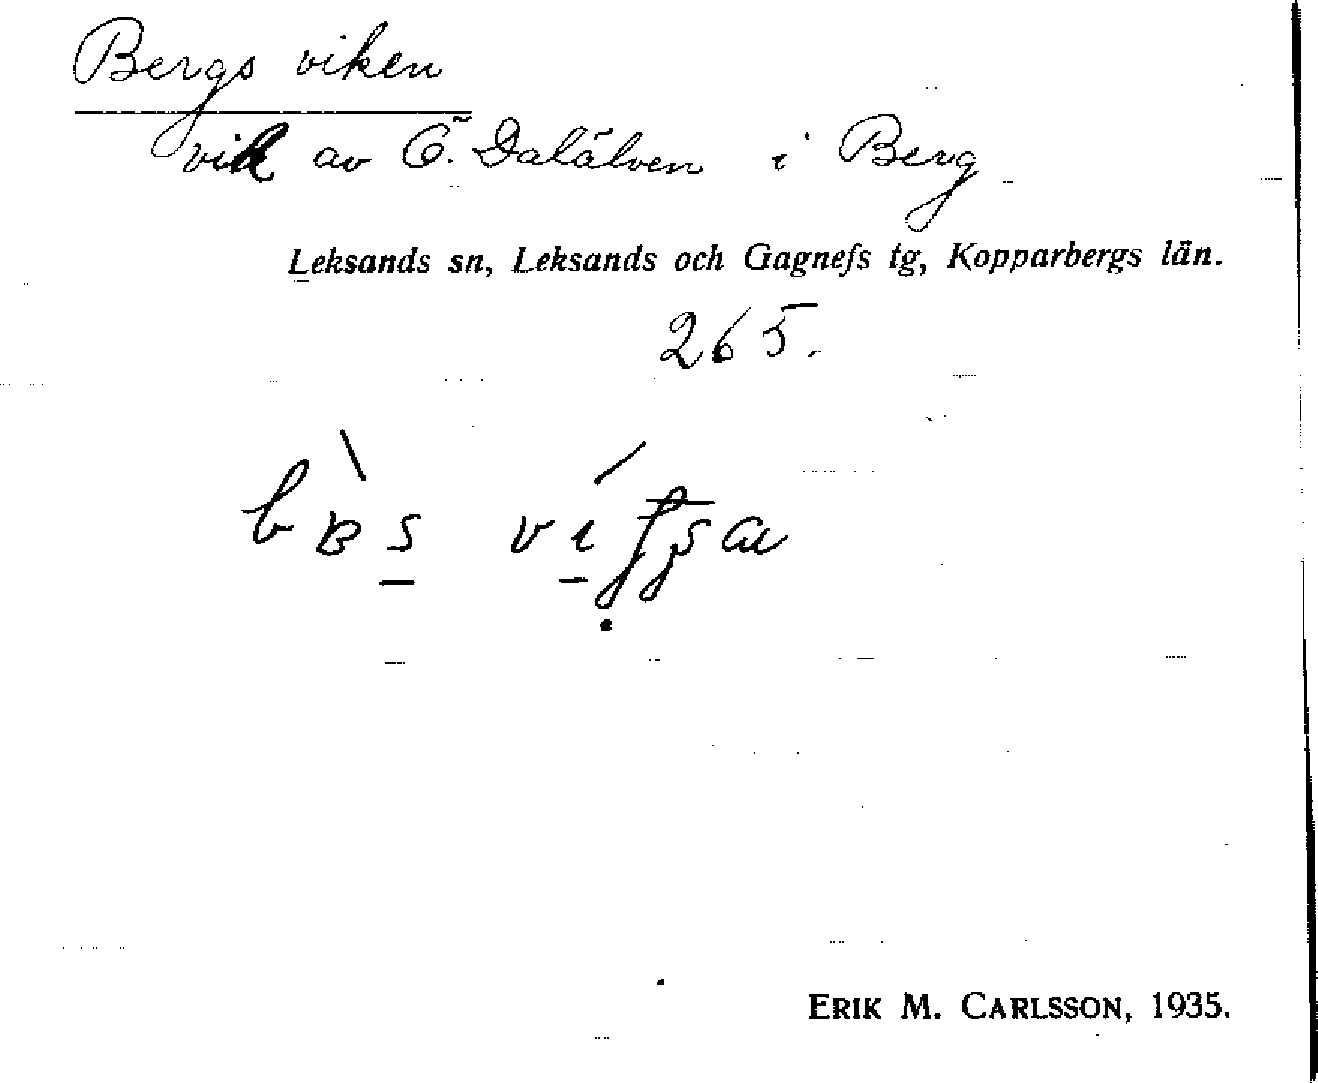 Bergs viken
vik av Ö. Dalälven i Berg
Leksands sn, Leksands och Gagnefs tg, Kopparbergs län.
265.
ERIK M. CARLSSON, 1935.